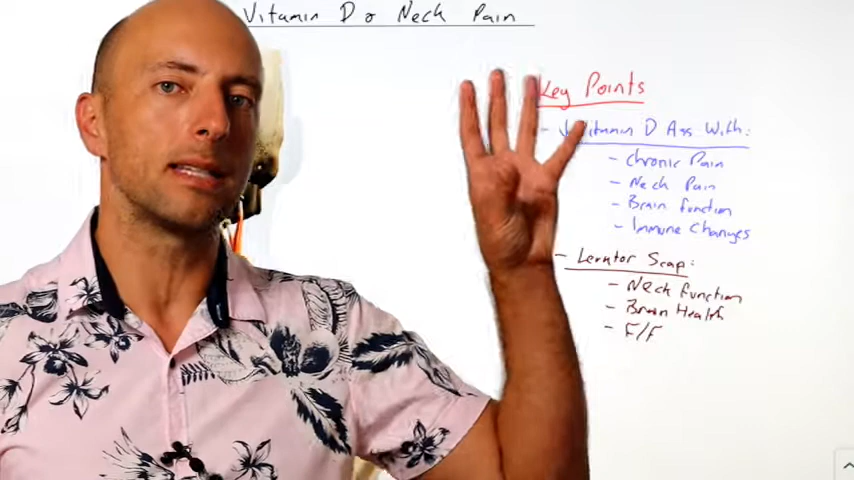 Vitamin D & Neck Pain
Key Points
- Vitamin D Ass With:
- Chronic Pain
- Neck Pain
- Brain function
- Immune Changes
- Levator Scap:
- Neck Function
- Brain Health
- F/F